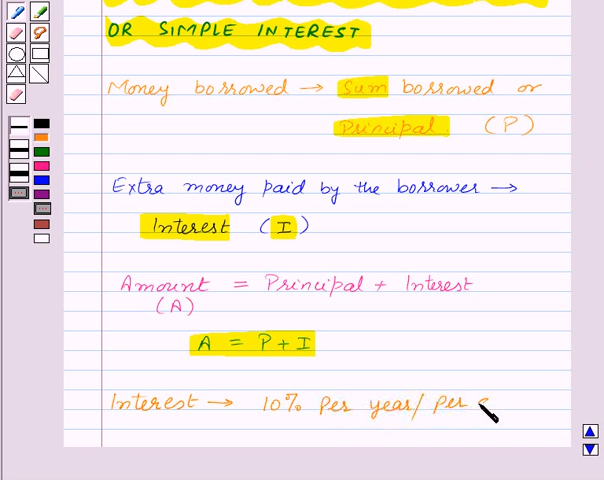 OR SIMPLE INTEREST
Money borrowed → Sum borrowed or
Principal. (P)
Extra money paid by the borrower →
Interest (I)
Amount = Principal + Interest
(A)
A = P + I
Interest → 10% Per year/ Per